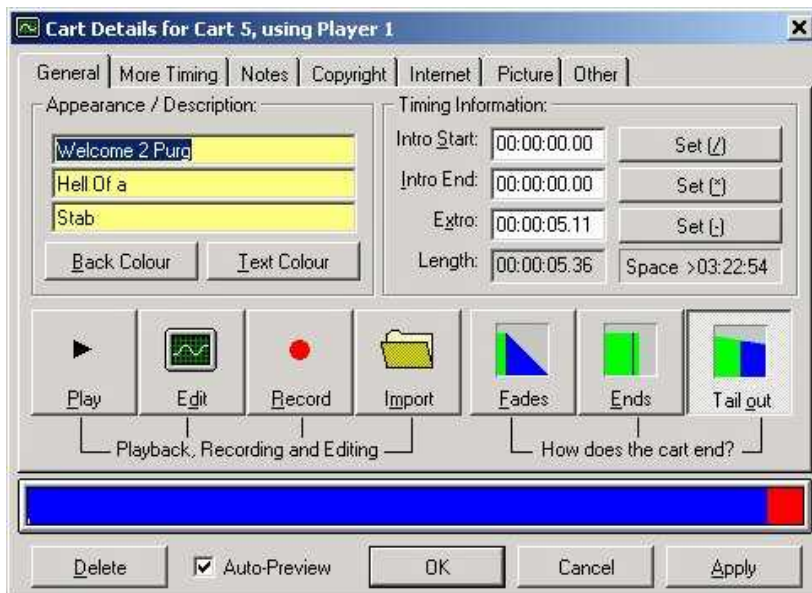 Cart Details for Cart 5, using Player 1
General More Timing Notes Copyright Internet Picture Other
Appearance / Description:
Welcome 2 Purg
Hell Of a
Stab
Back Colour Text Colour
Timing Information:
Intro Start: 00:00:00.00 Set (/)
Intro End: 00:00:00.00 Set (*)
Extro: 00:00:05.11 Set (-)
Length: 00:00:05.36 Space >03:22:54
Play Edit Record Import Fades Ends Tail out
Playback, Recording and Editing How does the cart end?
Delete Auto-Preview OK Cancel Apply